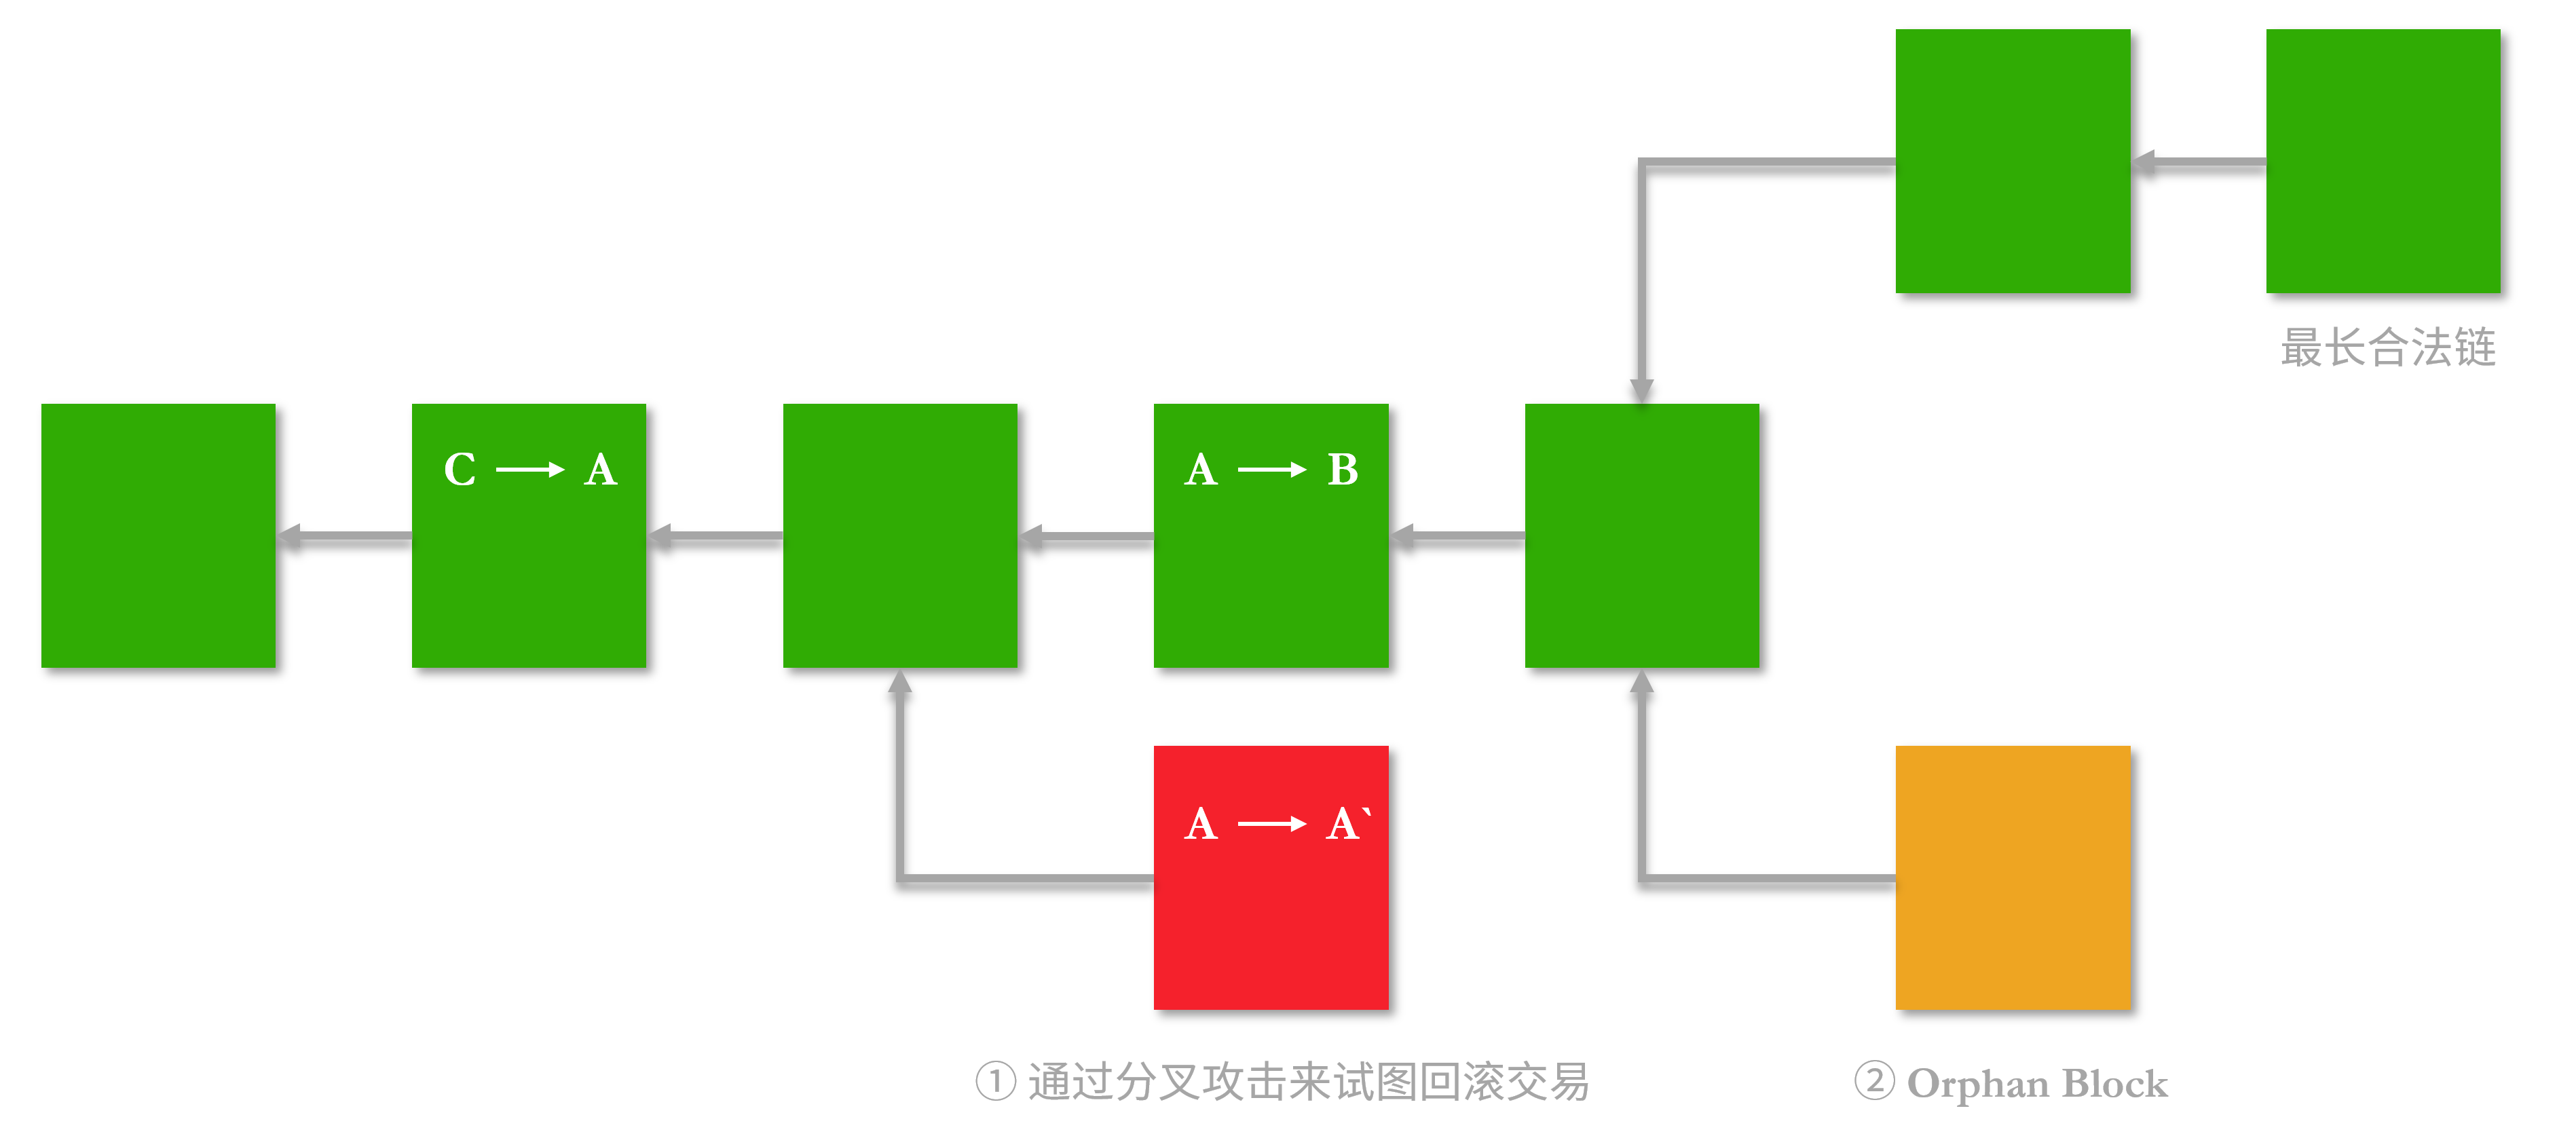 最长合法链
C → A
A → B
A → A`
① 通过分叉攻击来试图回滚交易
② Orphan Block